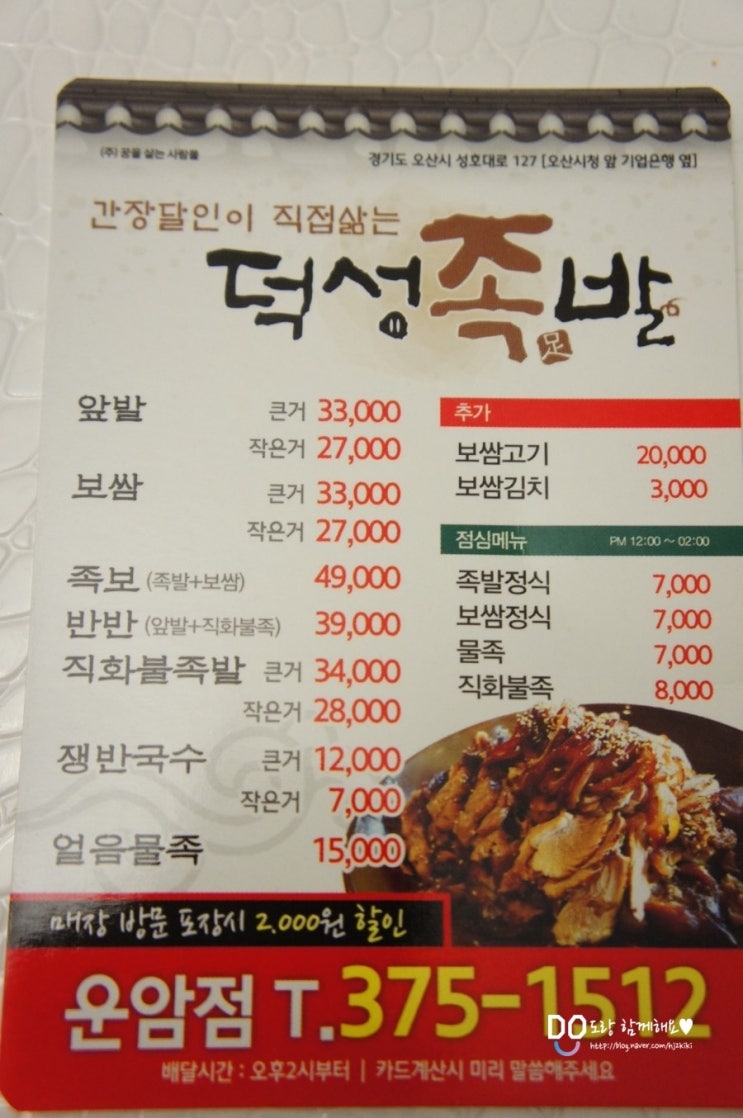 (주) 꿈을 삶는 사람들
경기도 오산시 성호대로 127 [오산시청 앞 기업은행 옆]
간장달인이 직접삶는
덕성족발
足
앞발 큰거 33,000
작은거 27,000
보쌈 큰거 33,000
작은거 27,000
족보 (족발+보쌈) 49,000
반반 (앞발+직화불족) 39,000
직화불족발 큰거 34,000
작은거 28,000
쟁반국수 큰거 12,000
작은거 7,000
얼음물족 15,000
추가
보쌈고기 20,000
보쌈김치 3,000
점심메뉴 PM 12:00 ~ 02:00
족발정식 7,000
보쌈정식 7,000
물족 7,000
직화불족 8,000
매장 방문 포장시 2,000원 할인
운암점 T.375-1512
DO도랑 함께해요♥
http://blog.naver.com/hj2kiki
배달시간 : 오후2시부터 | 카드계산시 미리 말씀해주세요